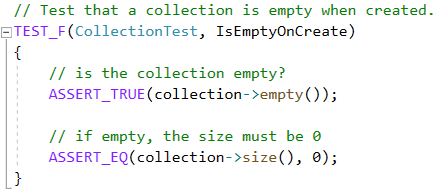 // Test that a collection is empty when created.
TEST_F(CollectionTest, IsEmptyOnCreate)
{
    // is the collection empty?
    ASSERT_TRUE(collection->empty());

    // if empty, the size must be 0
    ASSERT_EQ(collection->size(), 0);
}